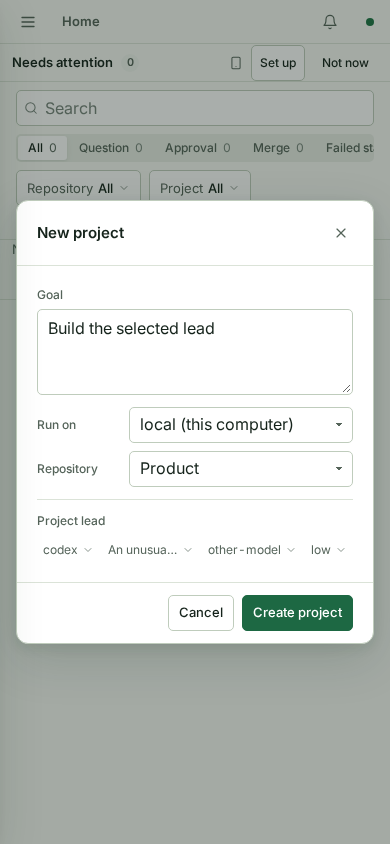 Home
Needs attention 0 Set up Not now
Search
All 0 Question 0 Approval 0 Merge 0 Failed
Repository All Project All
New project
Goal
Build the selected lead
Run on local (this computer)
Repository Product
Project lead
codex An unusua... other-model low
Cancel Create project